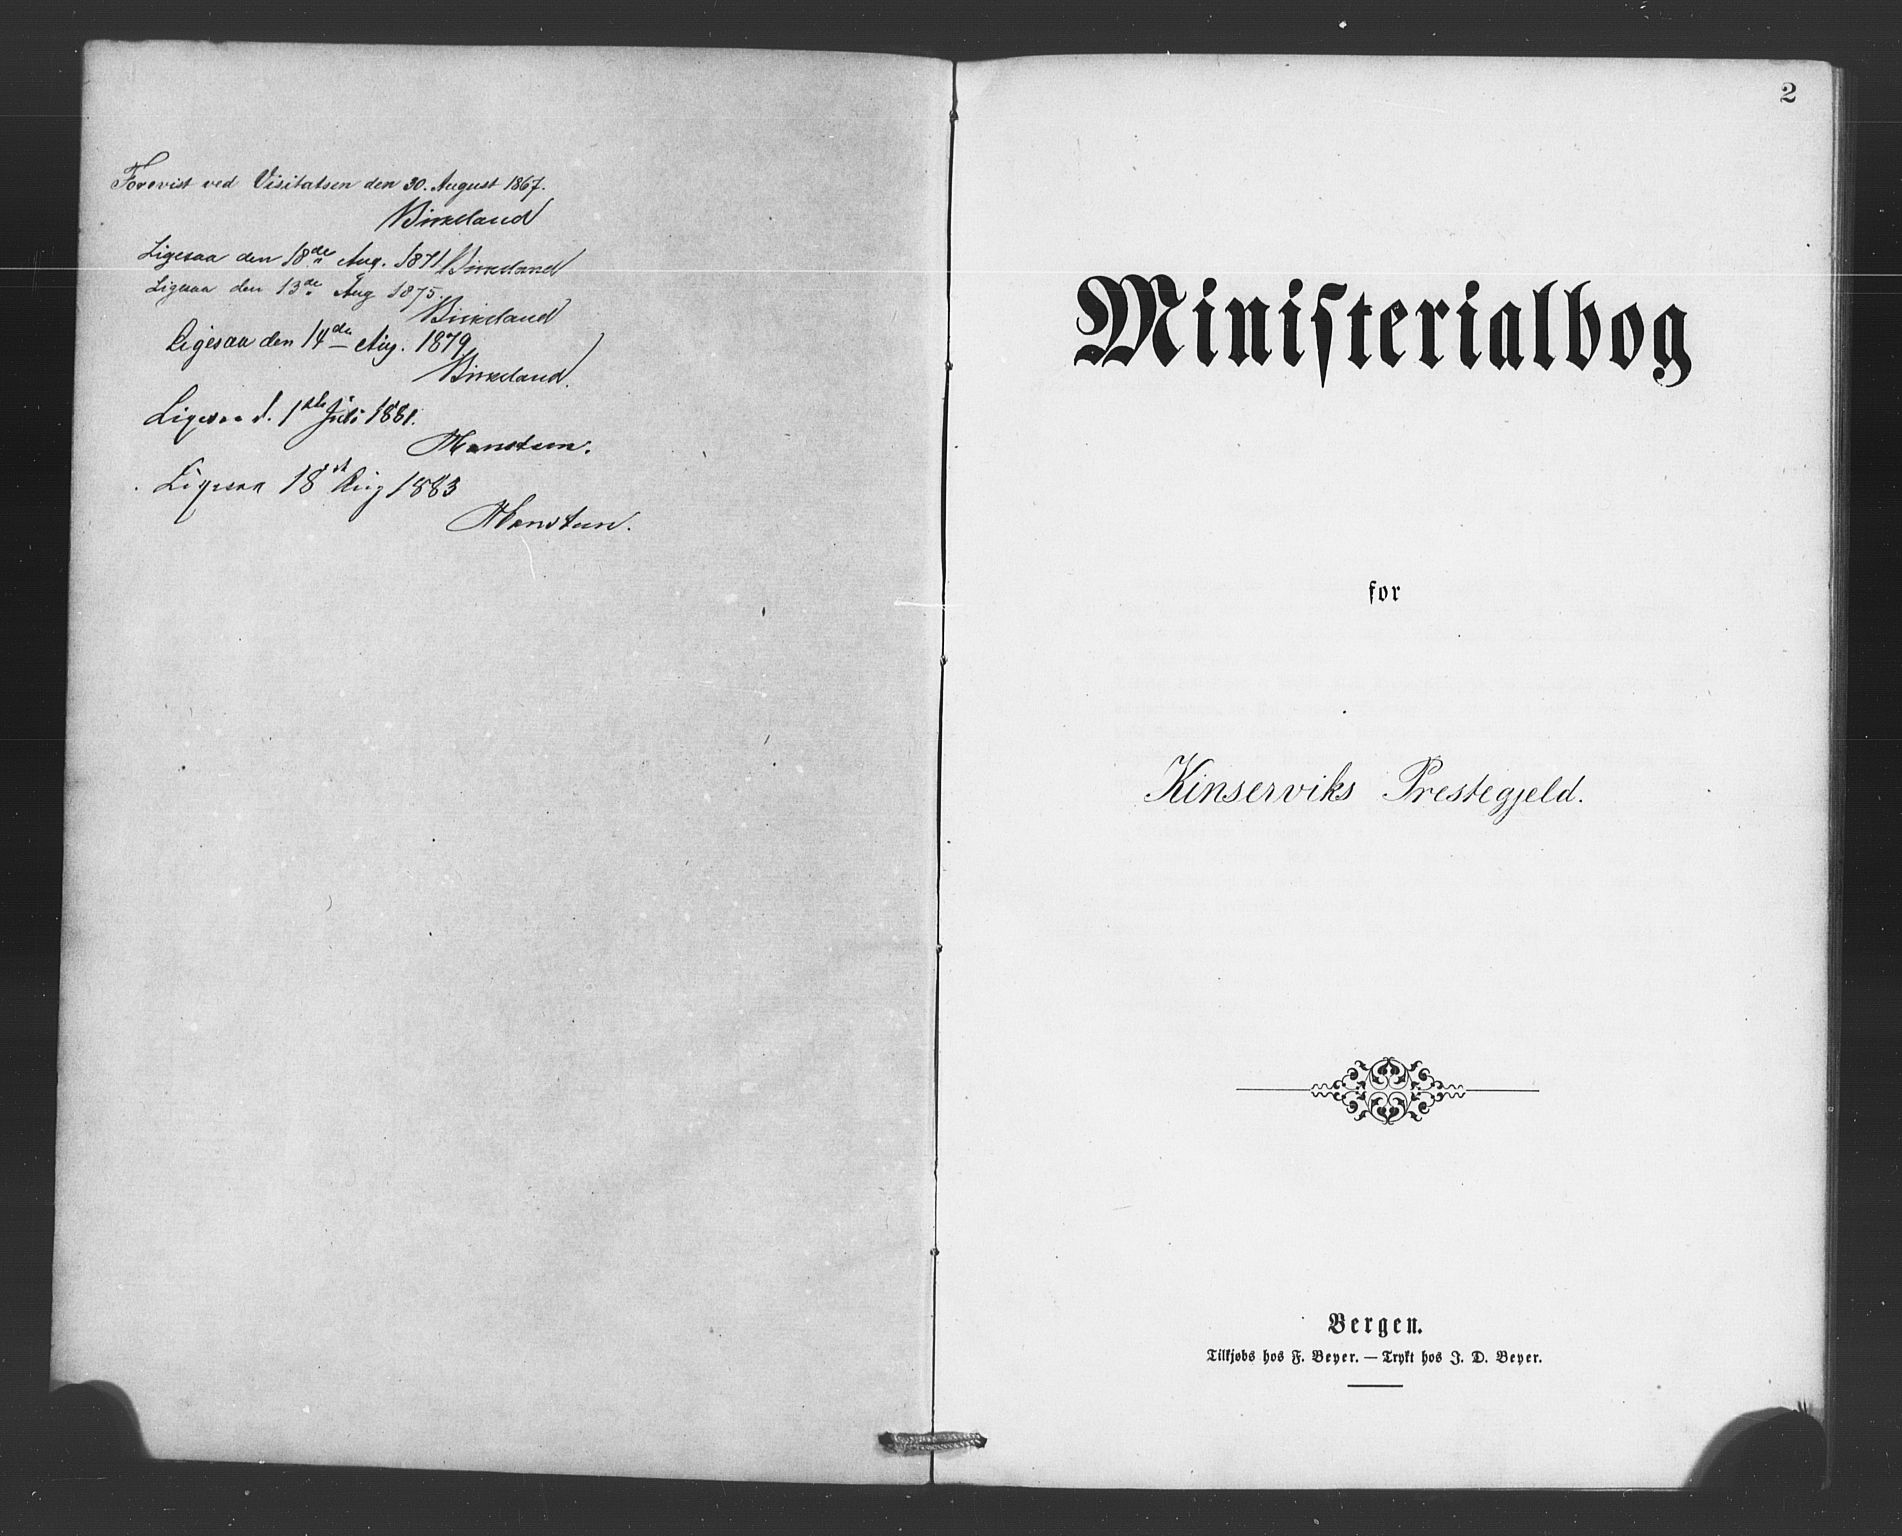 Forevist ved Visitatsen den 30. August 1867.
Birkeland
Ligesaa den 18de Aug. 1871 Birkeland
Ligesaa den 13de Aug 1875.
Birkeland
Ligesaa den 14de Aug. 1879
Birkeland.
Ligesaa d. 1ste Juli 1881.
Ligesaa 18 Aug 1883
2
Ministerialbog
for
Kinserviks Prestegjeld.
Bergen.
Tilkjøbs hos F. Beyer. — Trykt hos J. D. Beyer.